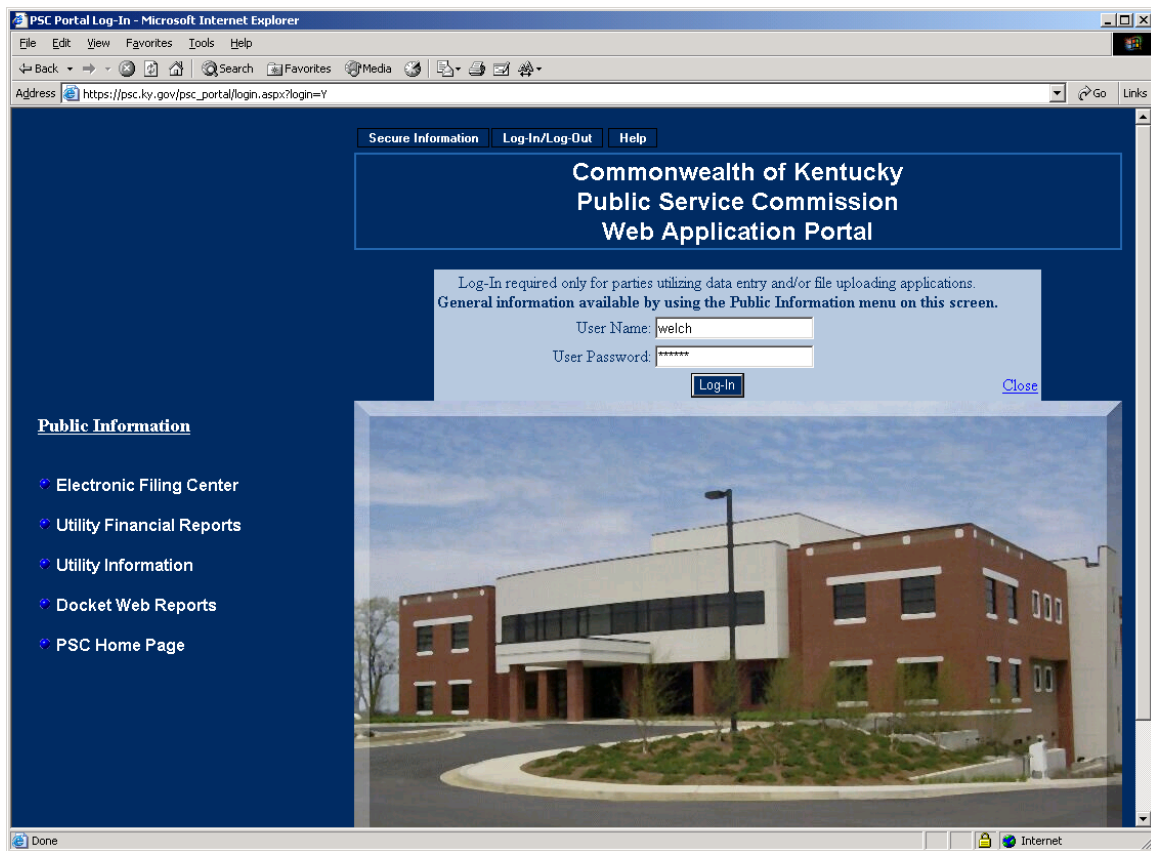 PSC Portal Log-In - Microsoft Internet Explorer
File Edit View Favorites Tools Help
Back Search Favorites Media
Address https://psc.ky.gov/psc_portal/login.aspx?login=Y Go Links
Secure Information Log-In/Log-Out Help
Commonwealth of Kentucky
Public Service Commission
Web Application Portal
Log-In required only for parties utilizing data entry and/or file uploading applications.
General information available by using the Public Information menu on this screen.
User Name: welch
User Password: ******
Log-In Close
Public Information
Electronic Filing Center
Utility Financial Reports
Utility Information
Docket Web Reports
PSC Home Page
Done Internet